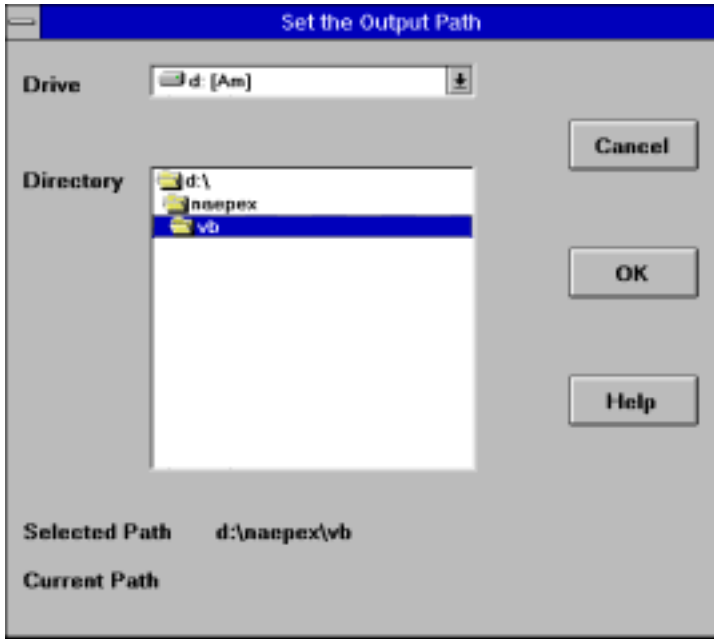 Set the Output Path
Drive
d: [Am]
Cancel
Directory
d:\
naepex
vb
OK
Help
Selected Path d:\naepex\vb
Current Path